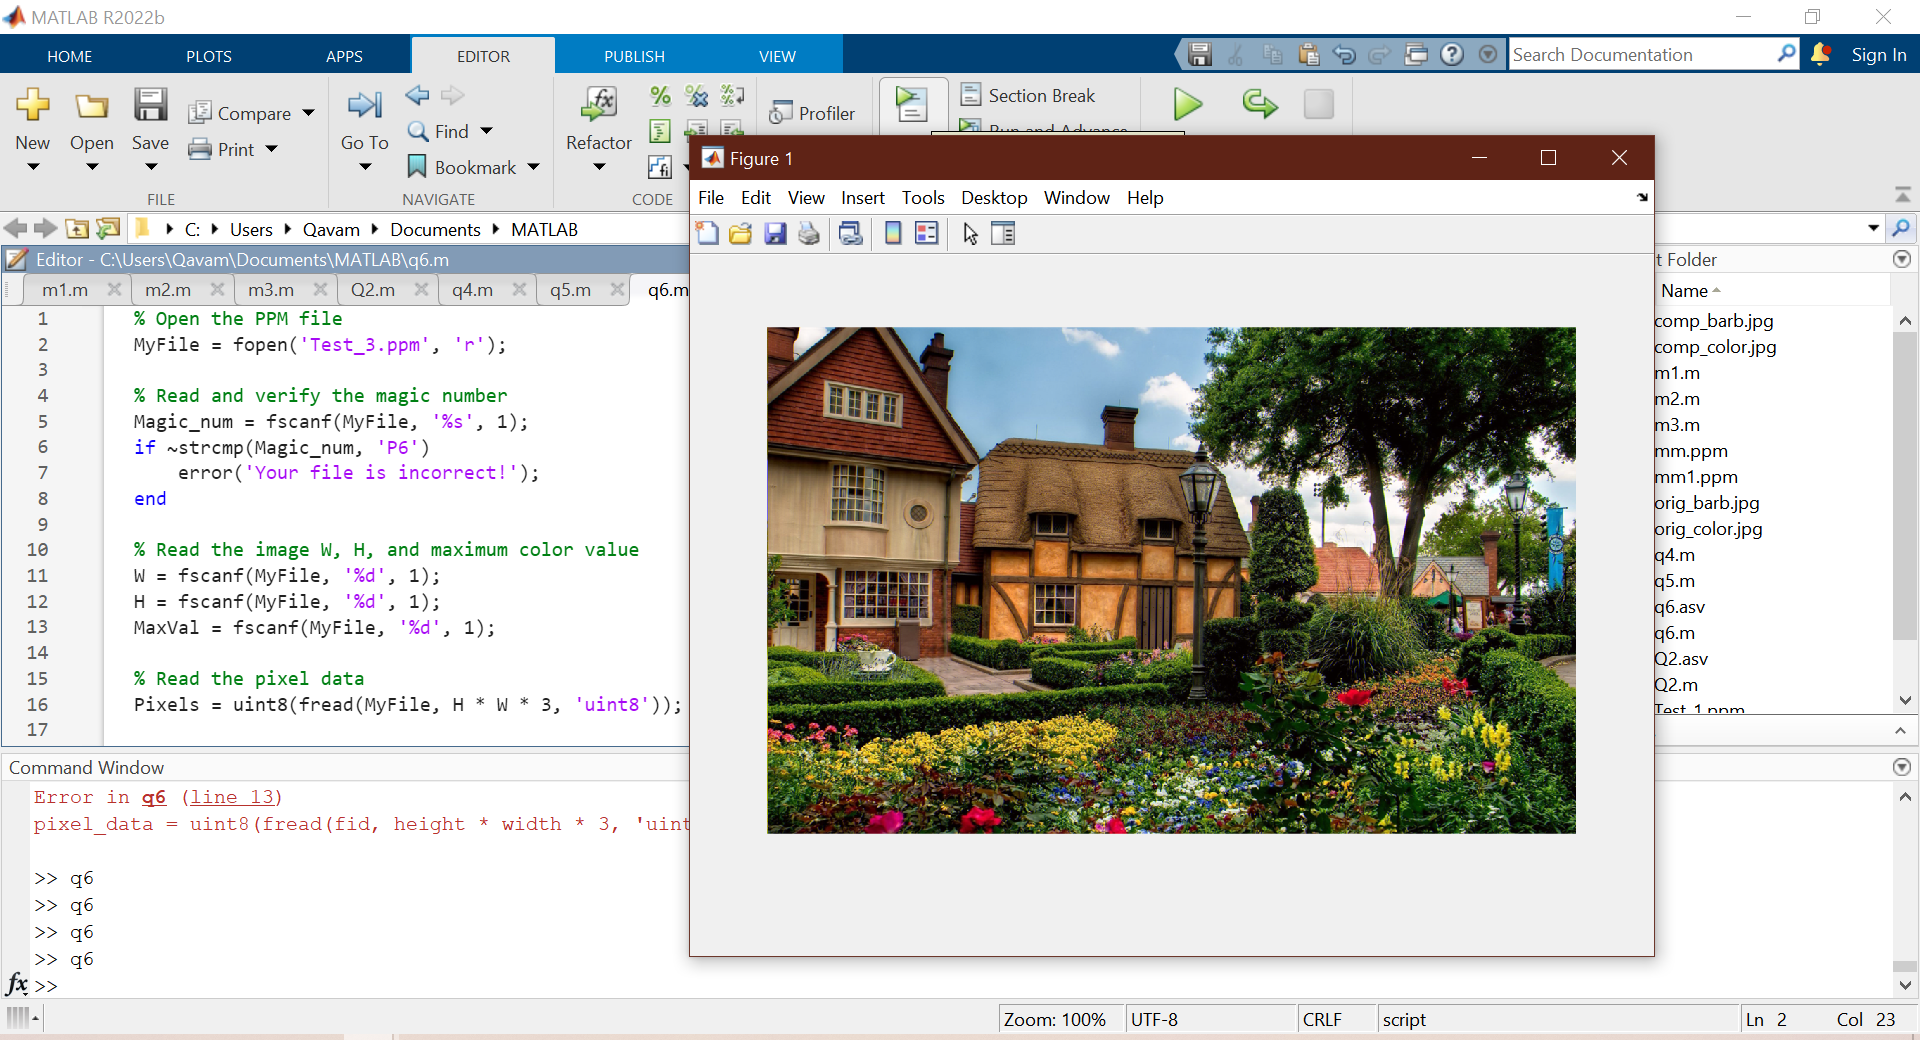 MATLAB R2022b
HOME PLOTS APPS EDITOR PUBLISH VIEW
Search Documentation
Sign In
New
Open
Save
Compare
Print
FILE
Go To
Find
Bookmark
NAVIGATE
Refactor
fi
CODE
Profiler
Section Break
Run and Advance
C: Users Qavam Documents MATLAB
Editor - C:\Users\Qavam\Documents\MATLAB\q6.m
m1.m m2.m m3.m Q2.m q4.m q5.m q6.m
1 % Open the PPM file
2 MyFile = fopen('Test_3.ppm', 'r');
3
4 % Read and verify the magic number
5 Magic_num = fscanf(MyFile, '%s', 1);
6 if ~strcmp(Magic_num, 'P6')
7 error('Your file is incorrect!');
8 end
9
10 % Read the image W, H, and maximum color value
11 W = fscanf(MyFile, '%d', 1);
12 H = fscanf(MyFile, '%d', 1);
13 MaxVal = fscanf(MyFile, '%d', 1);
14
15 % Read the pixel data
16 Pixels = uint8(fread(MyFile, H * W * 3, 'uint8'));
17
Command Window
Error in q6 (line 13)
pixel_data = uint8(fread(fid, height * width * 3, 'uint
>> q6
>> q6
>> q6
>> q6
fx >>
Figure 1
File Edit View Insert Tools Desktop Window Help
t Folder
Name
comp_barb.jpg
comp_color.jpg
m1.m
m2.m
m3.m
mm.ppm
mm1.ppm
orig_barb.jpg
orig_color.jpg
q4.m
q5.m
q6.asv
q6.m
Q2.asv
Q2.m
Test_1.ppm
Zoom: 100% UTF-8 CRLF script Ln 2 Col 23